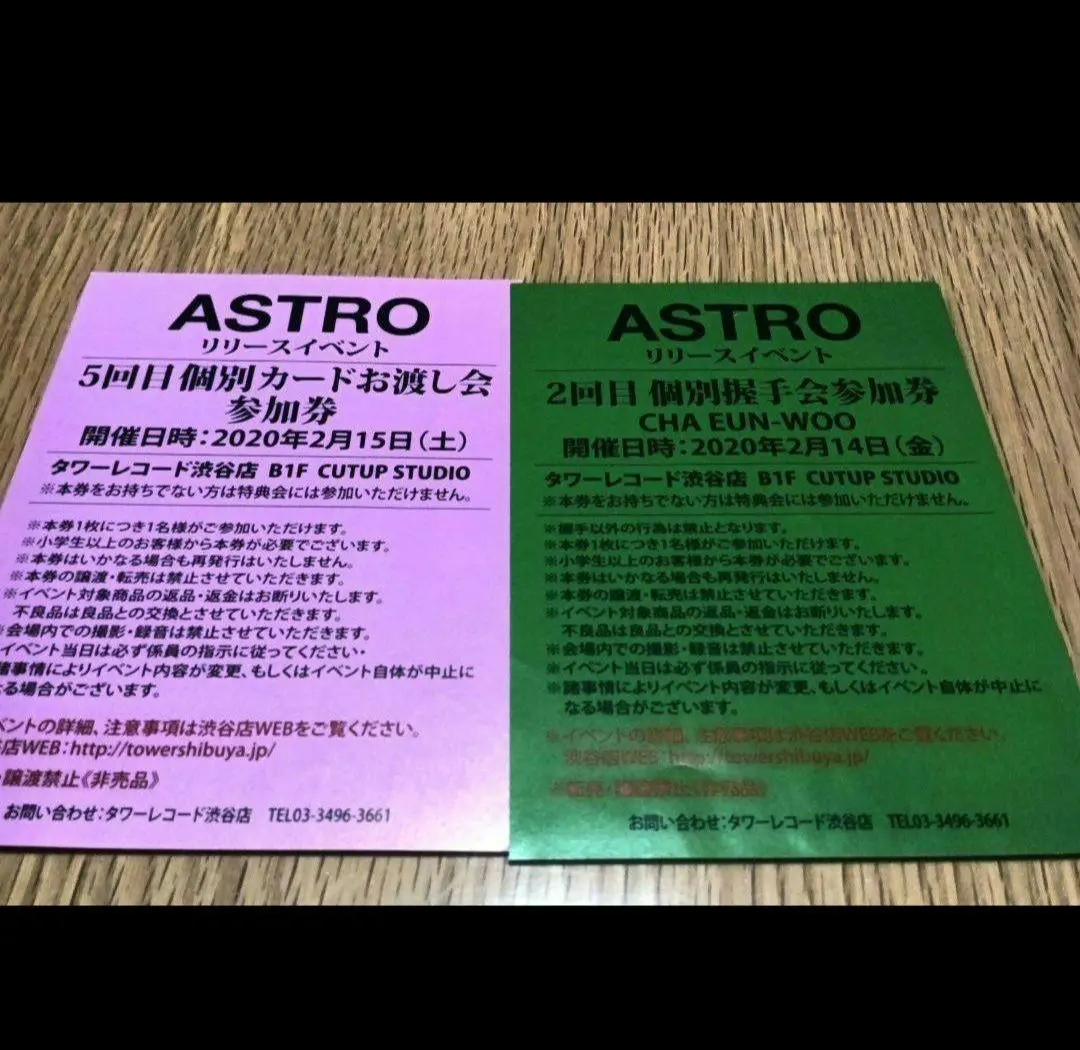 ASTRO
リリースイベント
5回目 個別カードお渡し会
参加券
開催日時：2020年2月15日（土）
タワーレコード渋谷店 B1F CUTUP STUDIO
※本券をお持ちでない方は特典会には参加いただけません。
※本券1枚につき1名様がご参加いただけます。
※小学生以上のお客様から本券が必要でございます。
※本券はいかなる場合も再発行はいたしません。
※本券の譲渡・転売は禁止させていただきます。
※イベント対象商品の返品・返金はお断りいたします。
不良品は良品との交換とさせていただきます。
※会場内での撮影・録音は禁止させていただきます。
イベント当日は必ず係員の指示に従ってください・
諸事情によりイベント内容が変更、もしくはイベント自体が中止に
なる場合がございます。
ベントの詳細、注意事項は渋谷店WEBをご覧ください。
店WEB：http://towershibuya.jp/
譲渡禁止《非売品》
お問い合わせ：タワーレコード渋谷店 TEL03-3496-3661
ASTRO
リリースイベント
2回目 個別握手会参加券
CHA EUN-WOO
開催日時：2020年2月14日（金）
タワーレコード渋谷店 B1F CUTUP STUDIO
※本券をお持ちでない方は特典会には参加いただけません。
※握手以外の行為は禁止となります。
※本券1枚につき1名様がご参加いただけます。
※小学生以上のお客様から本券が必要でございます。
※本券はいかなる場合も再発行はいたしません。
※本券の譲渡・転売は禁止させていただきます。
※イベント対象商品の返品・返金はお断りいたします。
不良品は良品との交換とさせていただきます。
※会場内での撮影・録音は禁止させていただきます。
※イベント当日は必ず係員の指示に従ってください。
※諸事情によりイベント内容が変更、もしくはイベント自体が中止に
なる場合がございます。
※イベントの詳細、注意事項は渋谷店WEBをご覧ください。
渋谷店WEB：http://towershibuya.jp/
お問い合わせ：タワーレコード渋谷店 TEL03-3496-3661